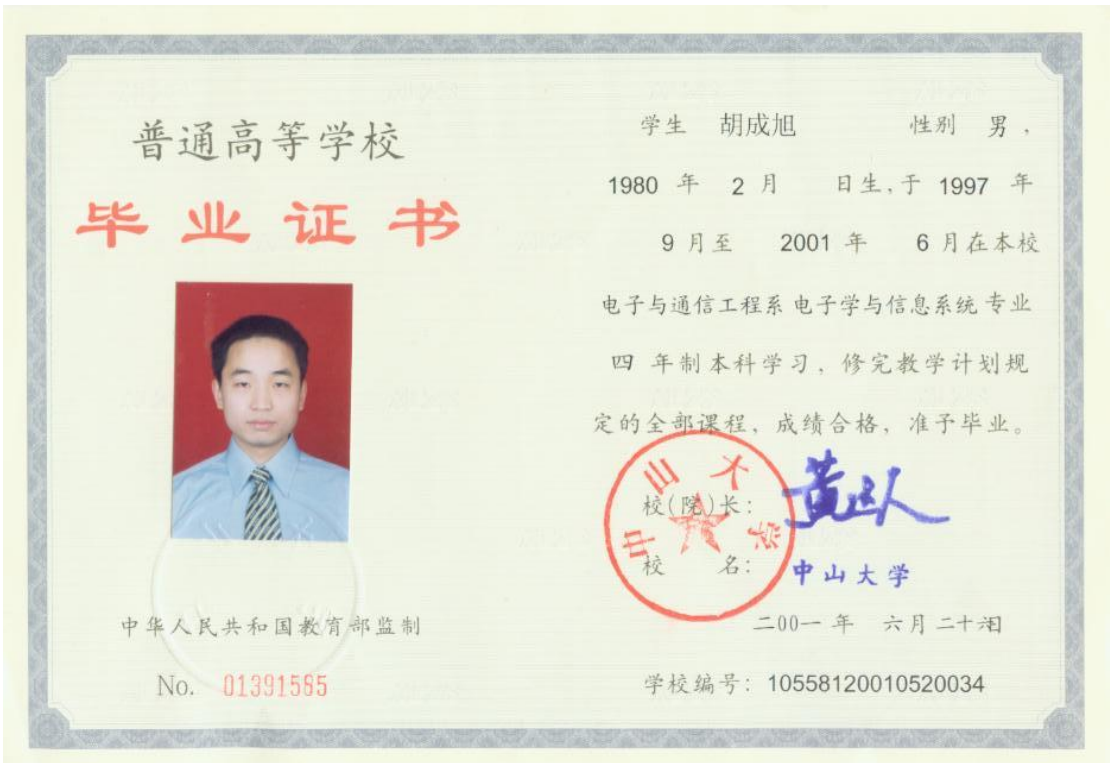 普通高等学校
毕业证书
中华人民共和国教育部监制
No. 01391585
学生 胡成旭 性别 男，
1980 年 2 月 日生，于 1997 年
9 月至 2001 年 6 月在本校
电子与通信工程系 电子学与信息系统 专业
四 年制本科学习，修完教学计划规
定的全部课程，成绩合格，准予毕业。
校(院)长：
黄达人
校 名：
中山大学
中山大学
二00一 年 六月 二十六日
学校编号：10558120010520034